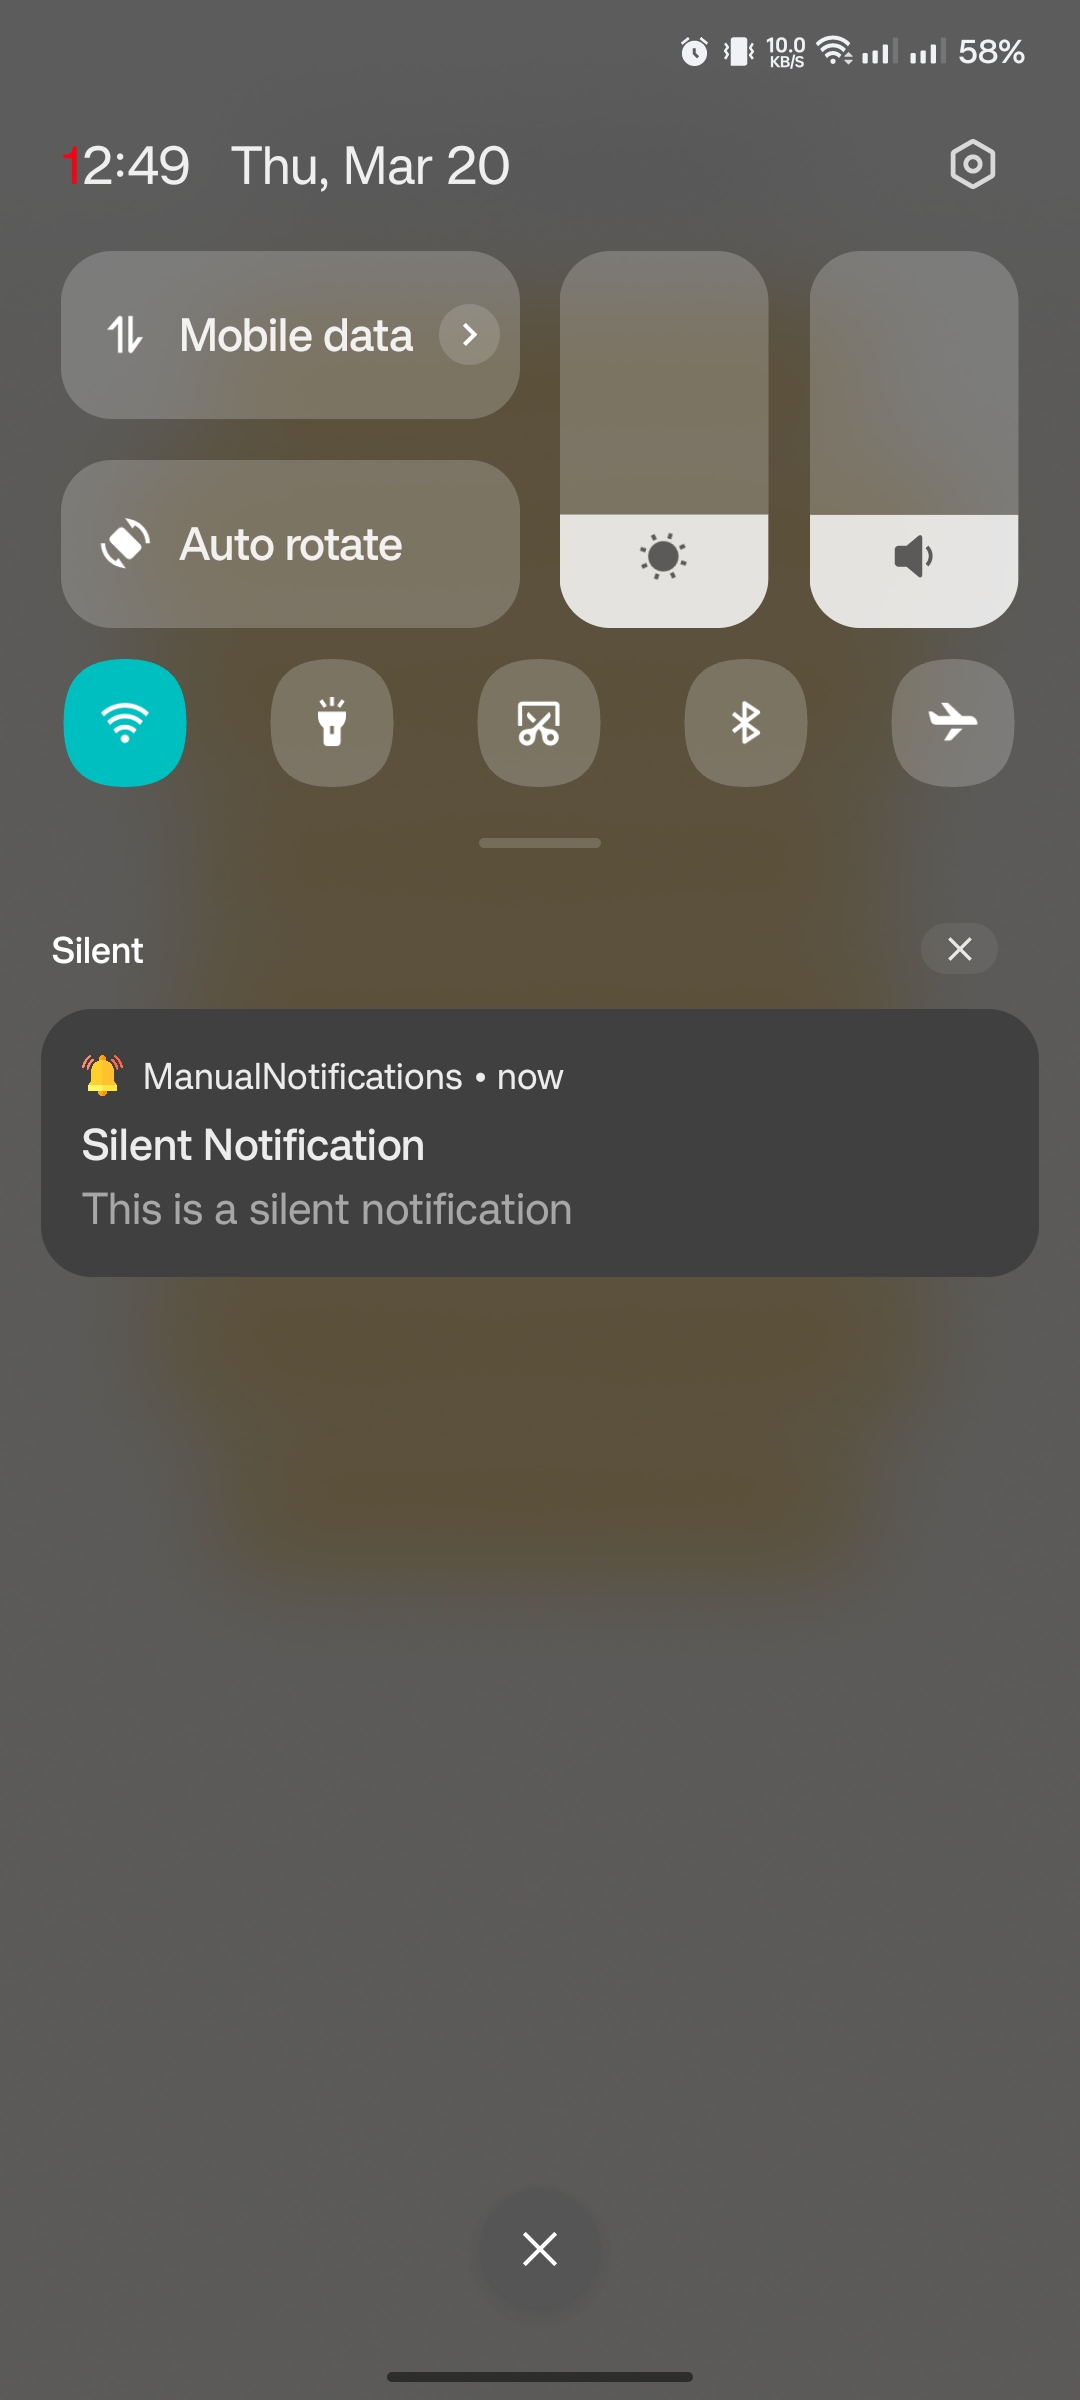 10.0
KB/S
58%
12:49 Thu, Mar 20
Mobile data
Auto rotate
Silent
ManualNotifications • now
Silent Notification
This is a silent notification